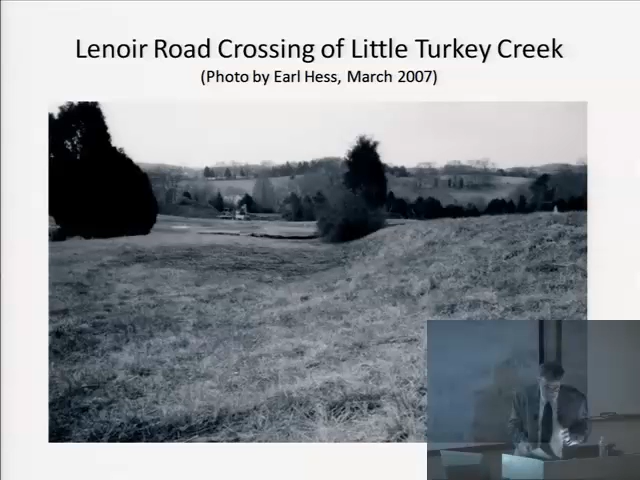 Lenoir Road Crossing of Little Turkey Creek
(Photo by Earl Hess, March 2007)